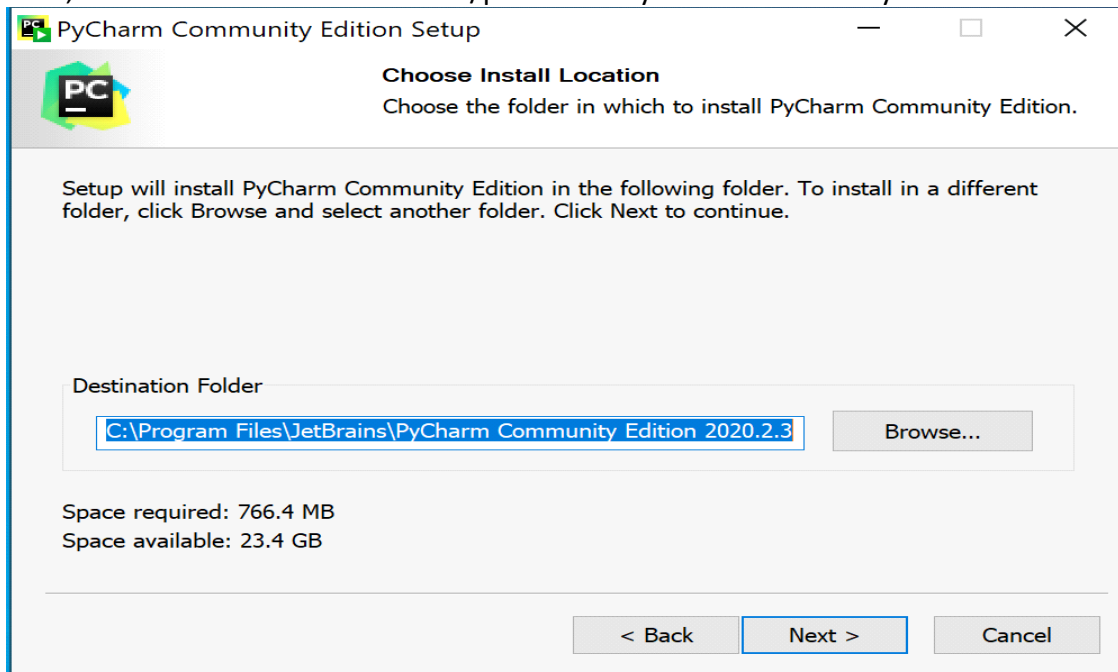 PyCharm Community Edition Setup
PC
Choose Install Location
Choose the folder in which to install PyCharm Community Edition.
Setup will install PyCharm Community Edition in the following folder. To install in a different
folder, click Browse and select another folder. Click Next to continue.
Destination Folder
C:\Program Files\JetBrains\PyCharm Community Edition 2020.2.3
Browse...
Space required: 766.4 MB
Space available: 23.4 GB
< Back
Next >
Cancel